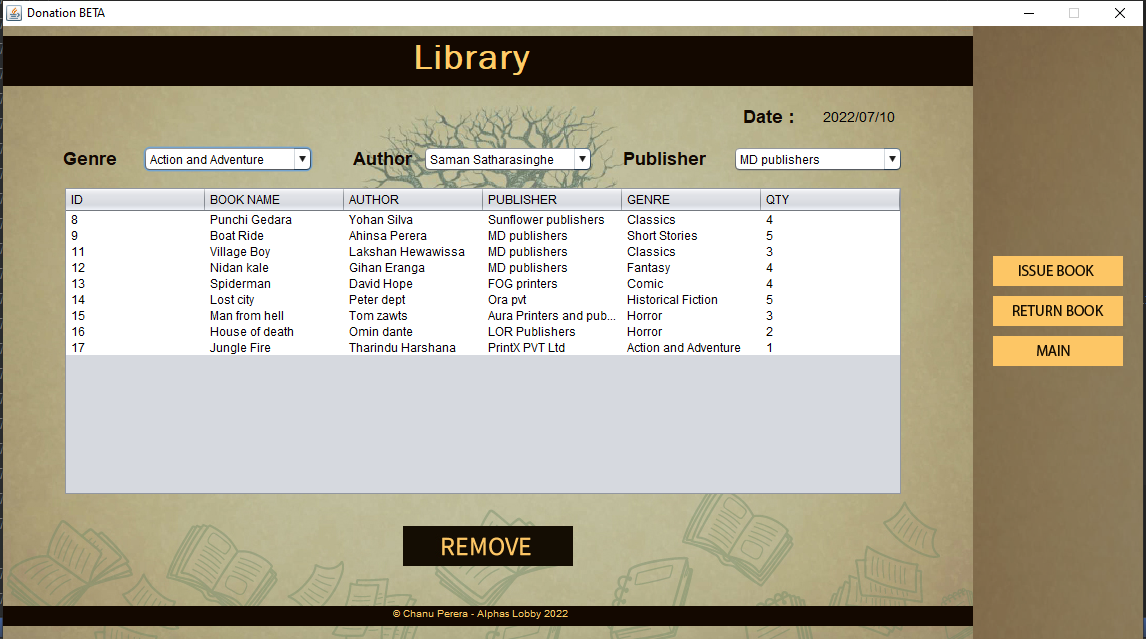 Donation BETA
Library
Date : 2022/07/10
Genre Action and Adventure Author Saman Satharasinghe Publisher MD publishers
ID BOOK NAME AUTHOR PUBLISHER GENRE QTY
8 Punchi Gedara Yohan Silva Sunflower publishers Classics 4
9 Boat Ride Ahinsa Perera MD publishers Short Stories 5
11 Village Boy Lakshan Hewawissa MD publishers Classics 3
12 Nidan kale Gihan Eranga MD publishers Fantasy 4
13 Spiderman David Hope FOG printers Comic 4
14 Lost city Peter dept Ora pvt Historical Fiction 5
15 Man from hell Tom zawts Aura Printers and pub... Horror 3
16 House of death Omin dante LOR Publishers Horror 2
17 Jungle Fire Tharindu Harshana PrintX PVT Ltd Action and Adventure 1
ISSUE BOOK
RETURN BOOK
MAIN
REMOVE
© Chanu Perera - Alphas Lobby 2022